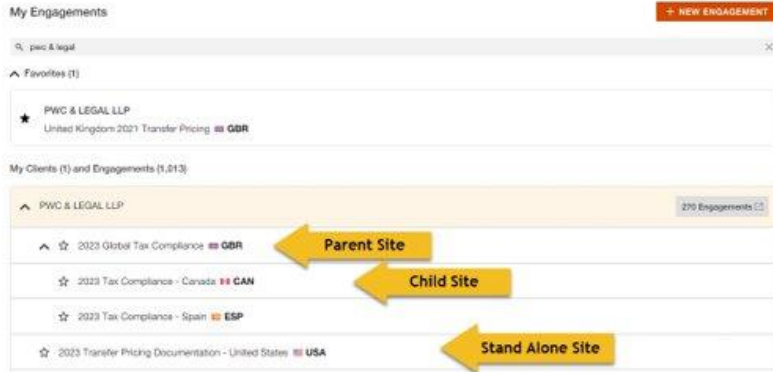 My Engagements
+ NEW ENGAGEMENT
pwc & legal
Favorites (1)
PWC & LEGAL LLP
United Kingdom 2021 Transfer Pricing GBR
My Clients (1) and Engagements (1,013)
PWC & LEGAL LLP
270 Engagements
2023 Global Tax Compliance GBR
Parent Site
2023 Tax Compliance - Canada CAN
Child Site
2023 Tax Compliance - Spain ESP
2023 Transfer Pricing Documentation - United States USA
Stand Alone Site